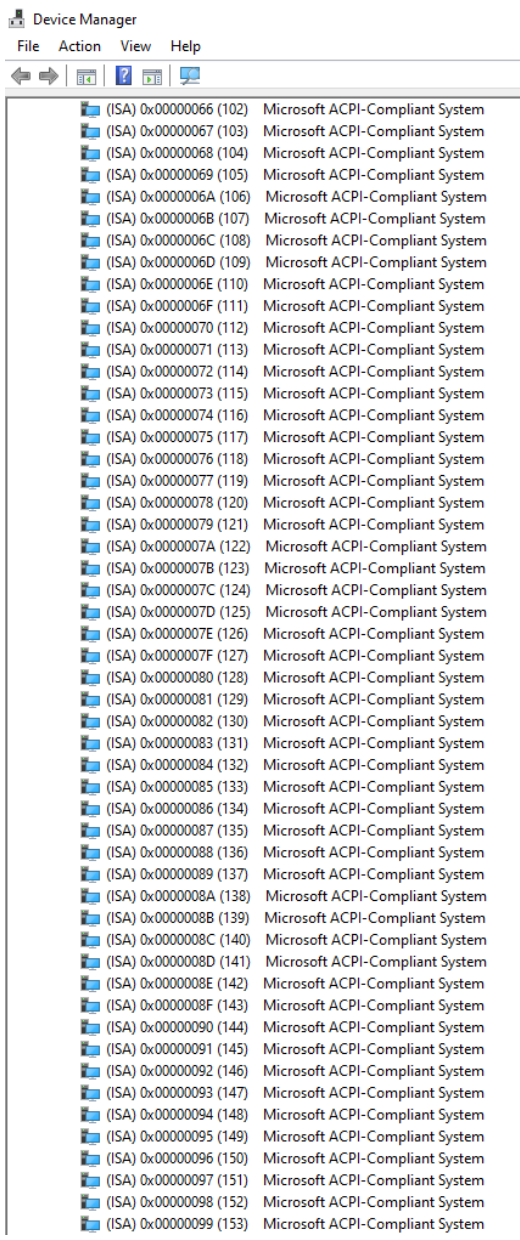 Device Manager
File Action View Help
(ISA) 0x00000066 (102) Microsoft ACPI-Compliant System
(ISA) 0x00000067 (103) Microsoft ACPI-Compliant System
(ISA) 0x00000068 (104) Microsoft ACPI-Compliant System
(ISA) 0x00000069 (105) Microsoft ACPI-Compliant System
(ISA) 0x0000006A (106) Microsoft ACPI-Compliant System
(ISA) 0x0000006B (107) Microsoft ACPI-Compliant System
(ISA) 0x0000006C (108) Microsoft ACPI-Compliant System
(ISA) 0x0000006D (109) Microsoft ACPI-Compliant System
(ISA) 0x0000006E (110) Microsoft ACPI-Compliant System
(ISA) 0x0000006F (111) Microsoft ACPI-Compliant System
(ISA) 0x00000070 (112) Microsoft ACPI-Compliant System
(ISA) 0x00000071 (113) Microsoft ACPI-Compliant System
(ISA) 0x00000072 (114) Microsoft ACPI-Compliant System
(ISA) 0x00000073 (115) Microsoft ACPI-Compliant System
(ISA) 0x00000074 (116) Microsoft ACPI-Compliant System
(ISA) 0x00000075 (117) Microsoft ACPI-Compliant System
(ISA) 0x00000076 (118) Microsoft ACPI-Compliant System
(ISA) 0x00000077 (119) Microsoft ACPI-Compliant System
(ISA) 0x00000078 (120) Microsoft ACPI-Compliant System
(ISA) 0x00000079 (121) Microsoft ACPI-Compliant System
(ISA) 0x0000007A (122) Microsoft ACPI-Compliant System
(ISA) 0x0000007B (123) Microsoft ACPI-Compliant System
(ISA) 0x0000007C (124) Microsoft ACPI-Compliant System
(ISA) 0x0000007D (125) Microsoft ACPI-Compliant System
(ISA) 0x0000007E (126) Microsoft ACPI-Compliant System
(ISA) 0x0000007F (127) Microsoft ACPI-Compliant System
(ISA) 0x00000080 (128) Microsoft ACPI-Compliant System
(ISA) 0x00000081 (129) Microsoft ACPI-Compliant System
(ISA) 0x00000082 (130) Microsoft ACPI-Compliant System
(ISA) 0x00000083 (131) Microsoft ACPI-Compliant System
(ISA) 0x00000084 (132) Microsoft ACPI-Compliant System
(ISA) 0x00000085 (133) Microsoft ACPI-Compliant System
(ISA) 0x00000086 (134) Microsoft ACPI-Compliant System
(ISA) 0x00000087 (135) Microsoft ACPI-Compliant System
(ISA) 0x00000088 (136) Microsoft ACPI-Compliant System
(ISA) 0x00000089 (137) Microsoft ACPI-Compliant System
(ISA) 0x0000008A (138) Microsoft ACPI-Compliant System
(ISA) 0x0000008B (139) Microsoft ACPI-Compliant System
(ISA) 0x0000008C (140) Microsoft ACPI-Compliant System
(ISA) 0x0000008D (141) Microsoft ACPI-Compliant System
(ISA) 0x0000008E (142) Microsoft ACPI-Compliant System
(ISA) 0x0000008F (143) Microsoft ACPI-Compliant System
(ISA) 0x00000090 (144) Microsoft ACPI-Compliant System
(ISA) 0x00000091 (145) Microsoft ACPI-Compliant System
(ISA) 0x00000092 (146) Microsoft ACPI-Compliant System
(ISA) 0x00000093 (147) Microsoft ACPI-Compliant System
(ISA) 0x00000094 (148) Microsoft ACPI-Compliant System
(ISA) 0x00000095 (149) Microsoft ACPI-Compliant System
(ISA) 0x00000096 (150) Microsoft ACPI-Compliant System
(ISA) 0x00000097 (151) Microsoft ACPI-Compliant System
(ISA) 0x00000098 (152) Microsoft ACPI-Compliant System
(ISA) 0x00000099 (153) Microsoft ACPI-Compliant System